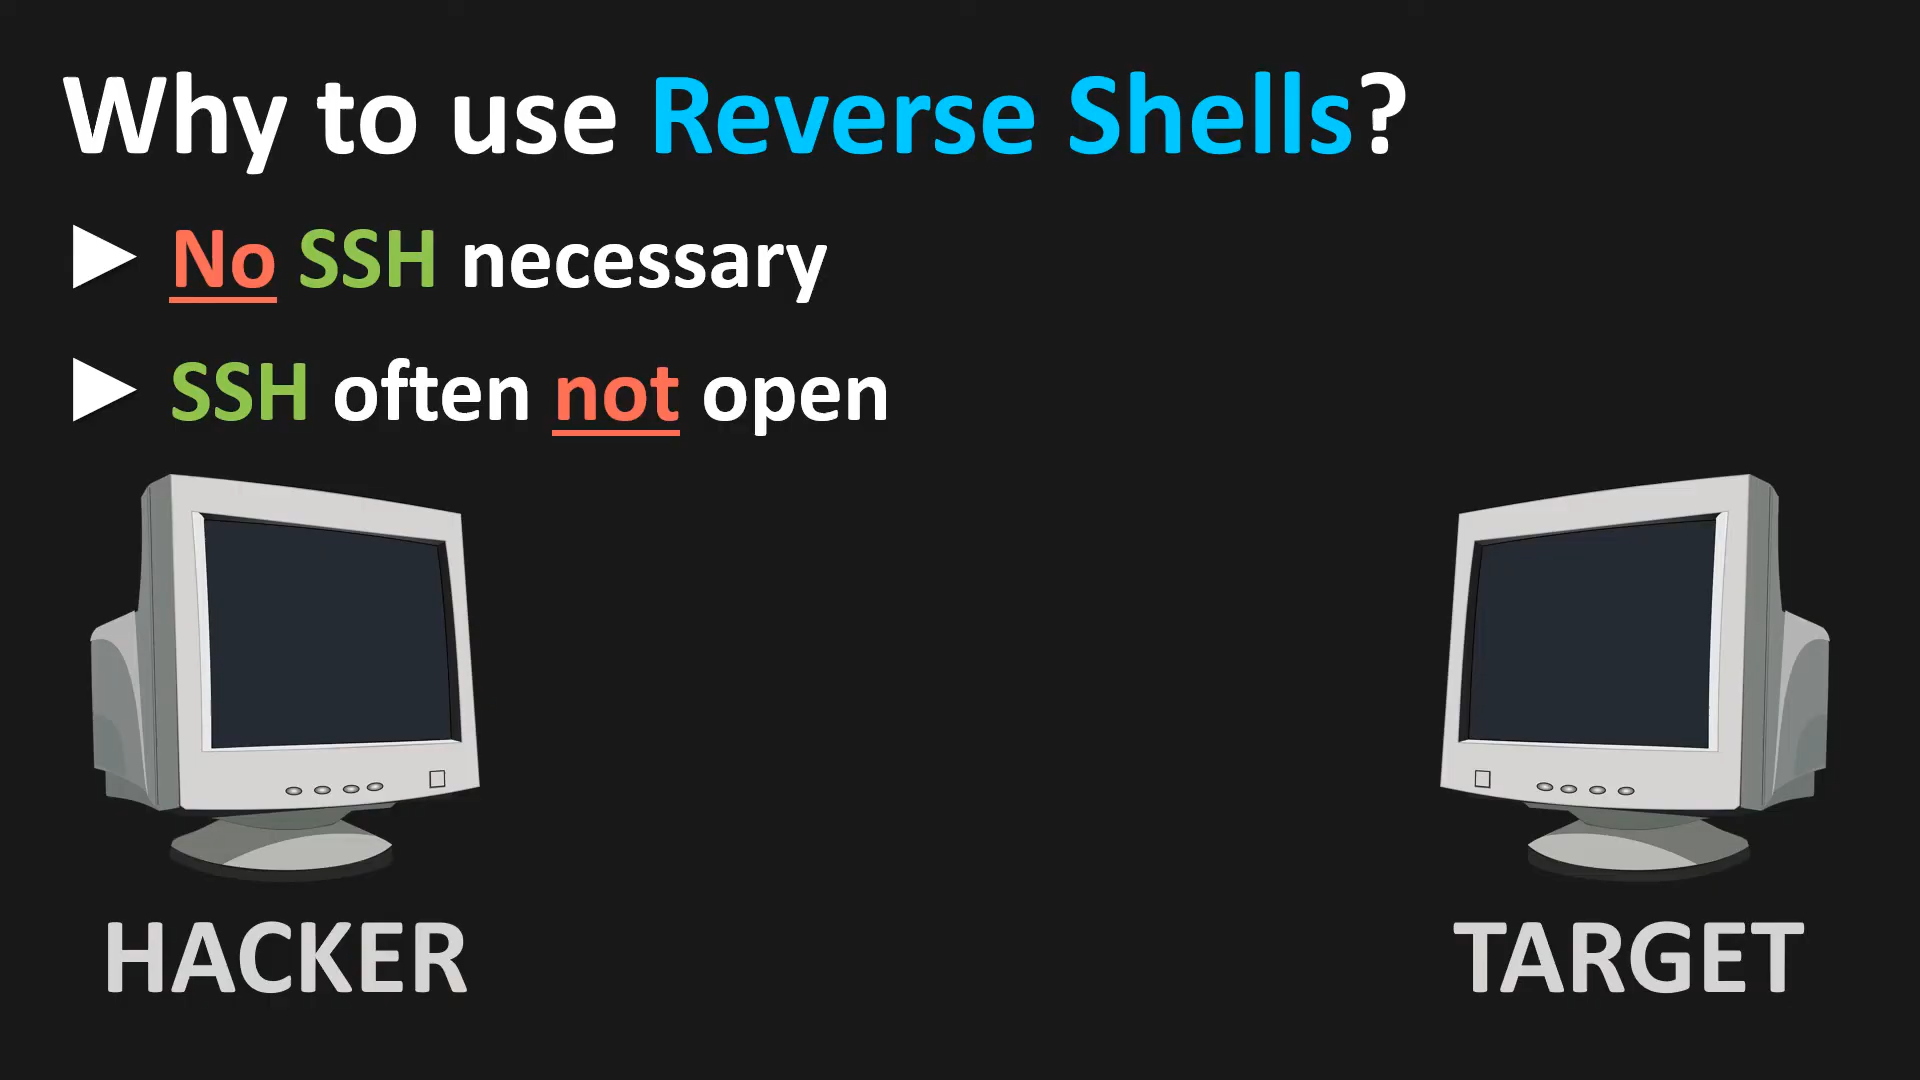 Why to use Reverse Shells?
► No SSH necessary
► SSH often not open
HACKER
TARGET